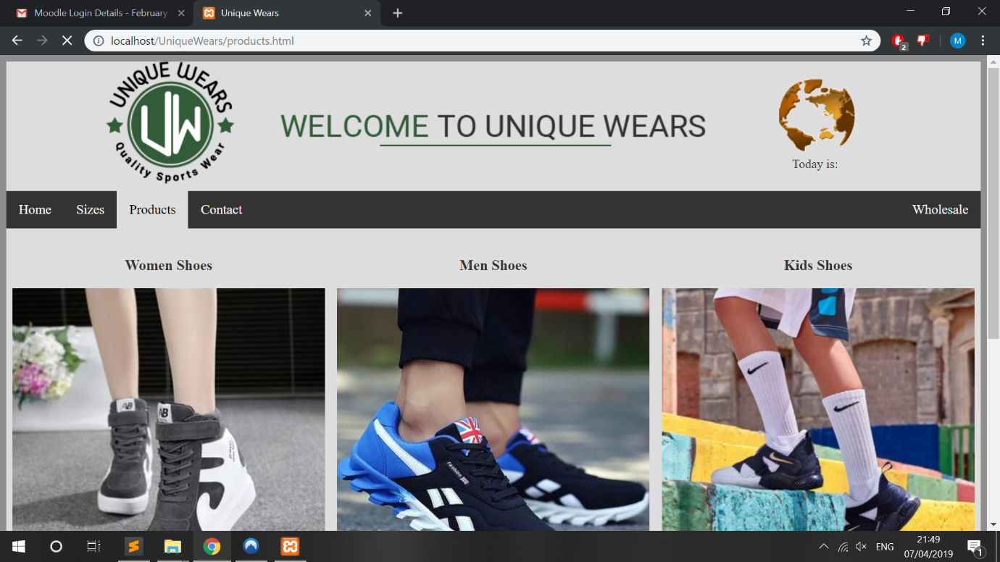 Moodle Login Details - February
Unique Wears
localhost/UniqueWears/products.html
2
M
UNIQUE WEARS
UW
Quality Sports Wear
WELCOME TO UNIQUE WEARS
Today is:
Home
Sizes
Products
Contact
Wholesale
Women Shoes
Men Shoes
Kids Shoes
AB
AB
Fashion
ENG
21:49
07/04/2019
1